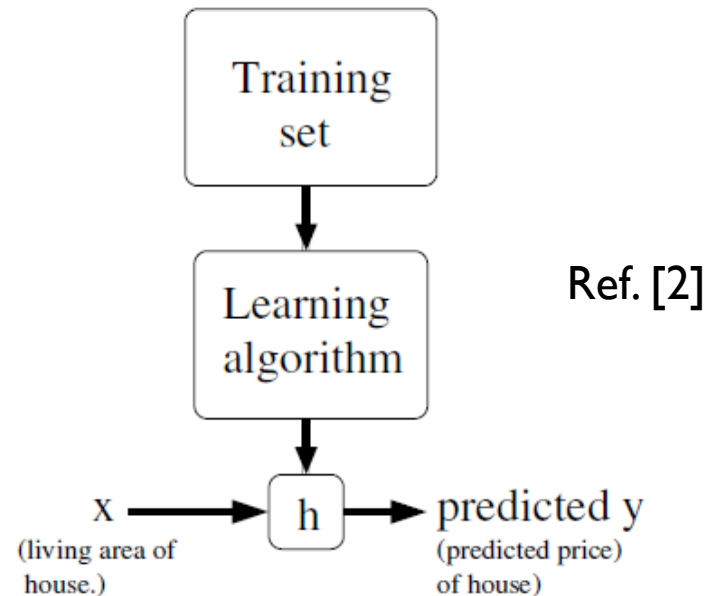 Training
set
Ref. [2]
Learning
algorithm
x
h
predicted y
(living area of
house.)
(predicted price)
of house)